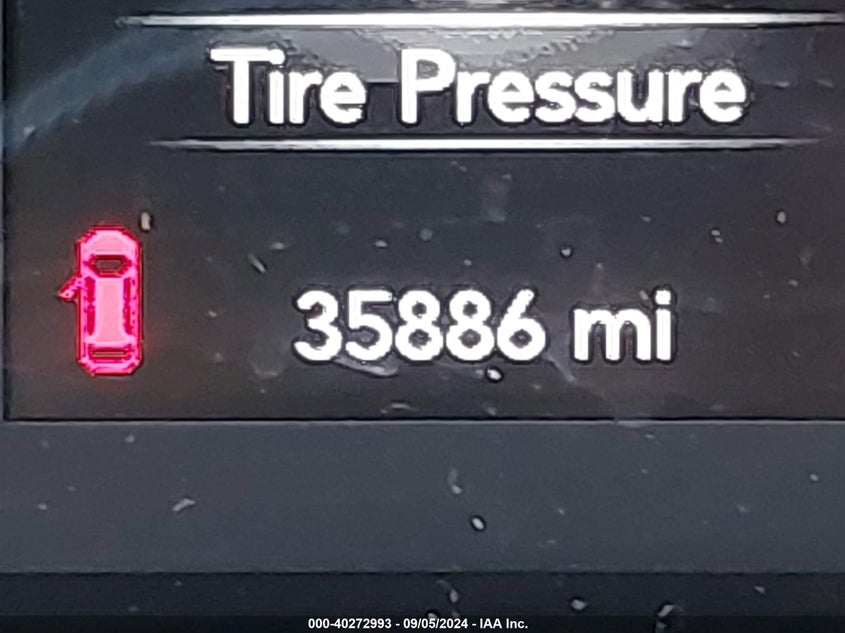 Tire Pressure
35886 mi
000-40272993 - 09/05/2024 - IAA Inc.